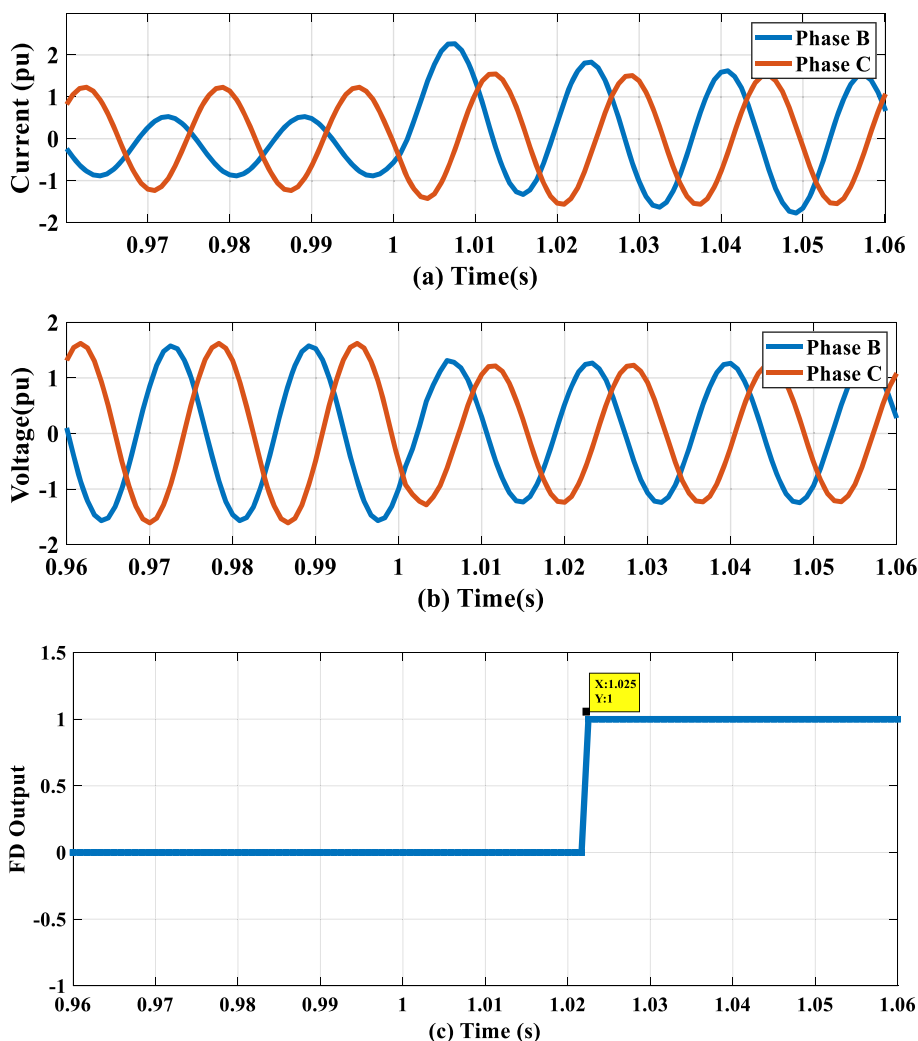 Current (pu)
2
1
0
-1
-2
Phase B
Phase C
0.97 0.98 0.99 1 1.01 1.02 1.03 1.04 1.05 1.06
(a) Time(s)
Voltage(pu)
2
1
0
-1
-2
Phase B
Phase C
0.96 0.97 0.98 0.99 1 1.01 1.02 1.03 1.04 1.05 1.06
(b) Time(s)
FD Output
1.5
1
0.5
0
-0.5
-1
X:1.025
Y:1
0.96 0.97 0.98 0.99 1 1.01 1.02 1.03 1.04 1.05 1.06
(c) Time (s)